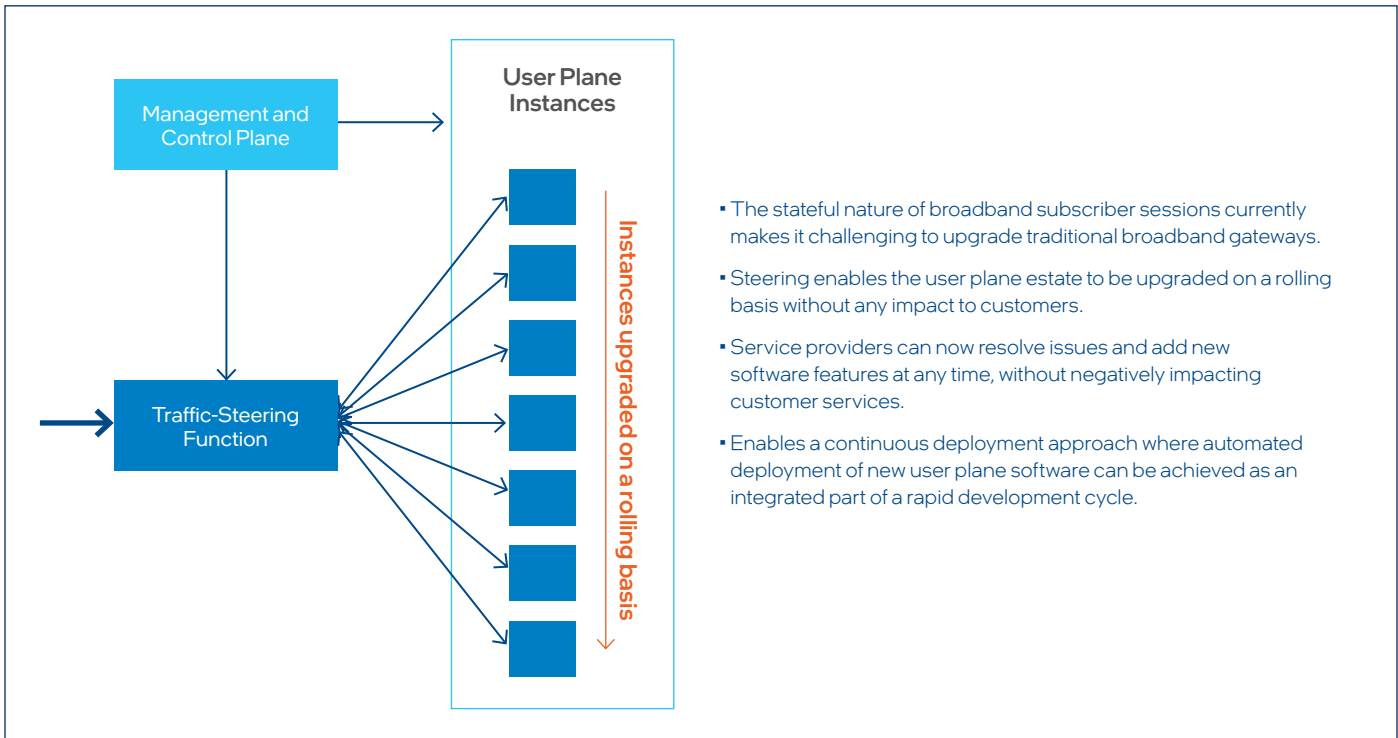 Management and
Control Plane
User Plane
Instances
Traffic-Steering
Function
Instances upgraded on a rolling basis
▪ The stateful nature of broadband subscriber sessions currently
makes it challenging to upgrade traditional broadband gateways.
▪ Steering enables the user plane estate to be upgraded on a rolling
basis without any impact to customers.
▪ Service providers can now resolve issues and add new
software features at any time, without negatively impacting
customer services.
▪ Enables a continuous deployment approach where automated
deployment of new user plane software can be achieved as an
integrated part of a rapid development cycle.